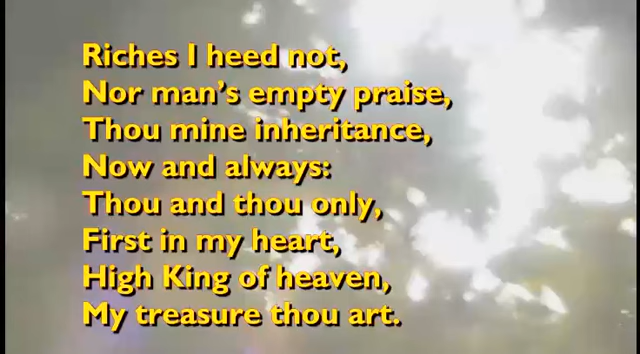 Riches I heed not,
Nor man's empty praise,
Thou mine inheritance,
Now and always:
Thou and thou only,
First in my heart,
High King of heaven,
My treasure thou art.